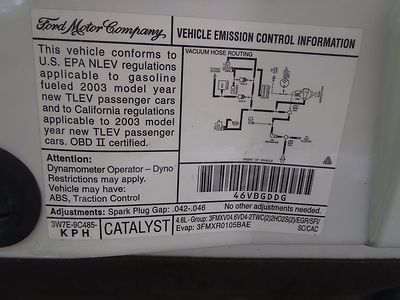 Ford Motor Company
VEHICLE EMISSION CONTROL INFORMATION
This vehicle conforms to
U.S. EPA NLEV regulations
applicable to gasoline
fueled 2003 model year
new TLEV passenger cars
and to California regulations
applicable to 2003 model
year new TLEV passenger
cars. OBD II certified.
VACUUM HOSE ROUTING
Attention:
Dynamometer Operator – Dyno
Restrictions may apply.
Vehicle may have:
ABS, Traction Control
FRONT OF VEHICLE
46VBGDDG
Adjustments: Spark Plug Gap: .042-.046
No other adjustments needed.
3W7E-9C485-
KPH
CATALYST
4.6L - Group: 3FMXV04.6VD4-2TWC(2)/2HO2S(2)/EGR/SFI/
Evap: 3FMXR0105BAE
SC/CAC